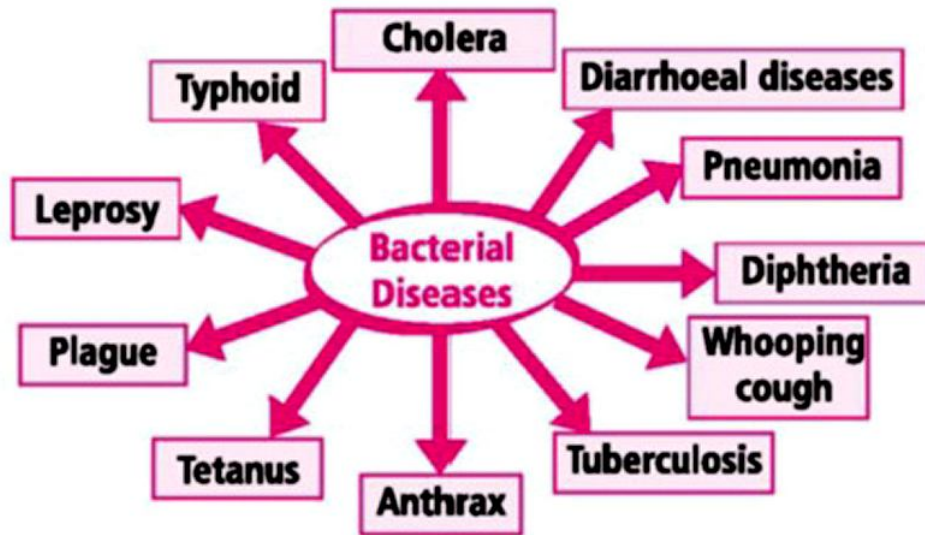 Cholera
Typhoid
Diarrhoeal diseases
Pneumonia
Leprosy
Bacterial
Diseases
Diphtheria
Plague
Whooping
cough
Tetanus
Tuberculosis
Anthrax